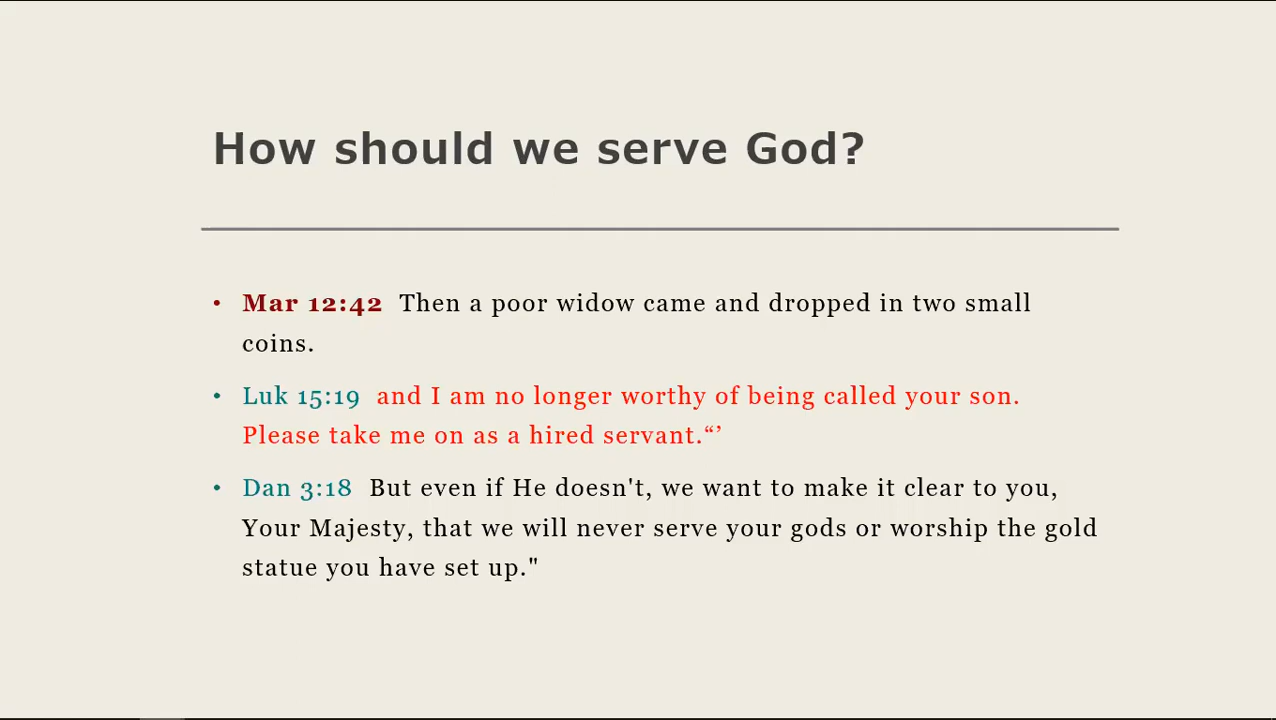 How should we serve God?
• Mar 12:42 Then a poor widow came and dropped in two small
coins.
• Luk 15:19 and I am no longer worthy of being called your son.
Please take me on as a hired servant.“’
• Dan 3:18 But even if He doesn't, we want to make it clear to you,
Your Majesty, that we will never serve your gods or worship the gold
statue you have set up."